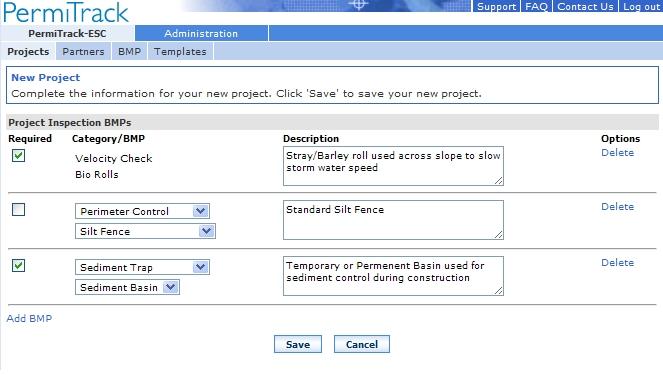 PermiTrack
Support FAQ Contact Us Log out
PermiTrack-ESC Administration
Projects Partners BMP Templates
New Project
Complete the information for your new project. Click 'Save' to save your new project.
Project Inspection BMPs
Required Category/BMP Description Options
Velocity Check
Bio Rolls
Stray/Barley roll used across slope to slow
storm water speed
Delete
Perimeter Control
Silt Fence
Standard Silt Fence
Delete
Sediment Trap
Sediment Basin
Temporary or Permenent Basin used for
sediment control during construction
Delete
Add BMP
Save Cancel